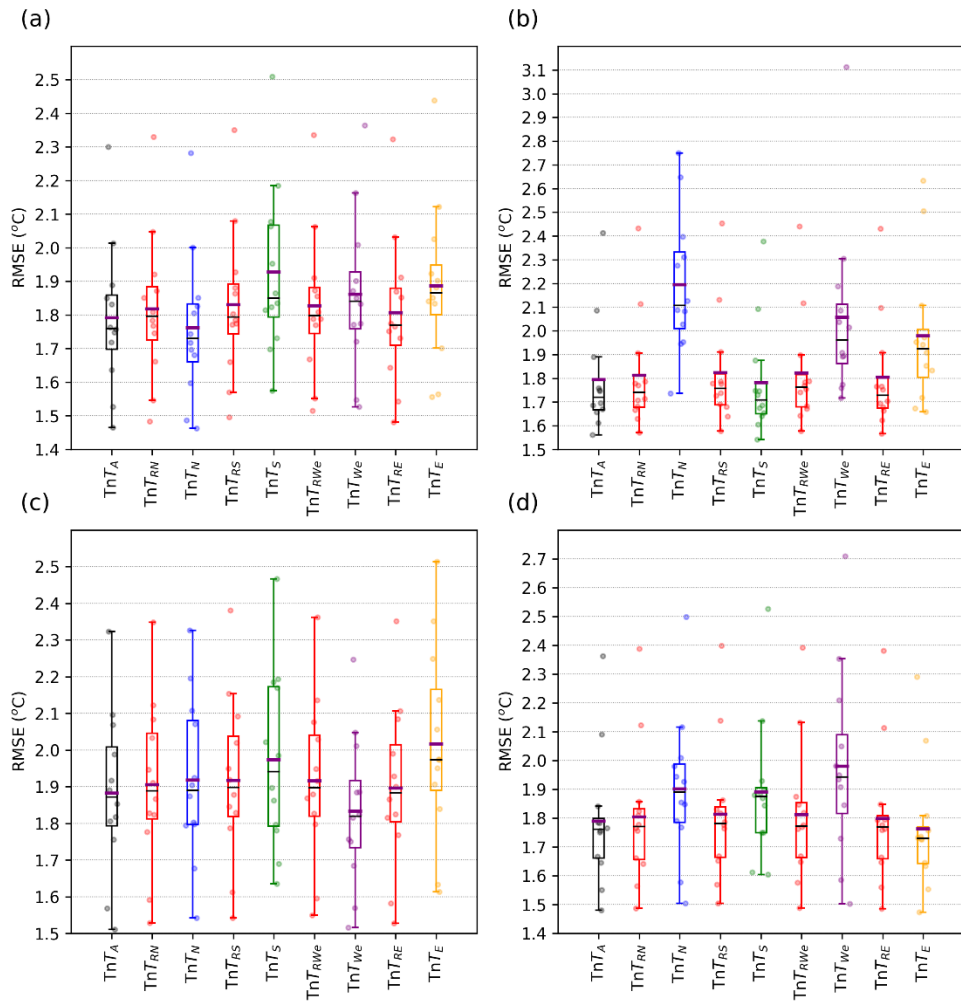 (a)
RMSE (°C)
2.5
2.4
2.3
2.2
2.1
2.0
1.9
1.8
1.7
1.6
1.5
1.4
TnT_A
TnT_RN
TnT_N
TnT_RS
TnT_S
TnT_RWe
TnT_We
TnT_RE
TnT_E
(b)
RMSE (°C)
3.1
3.0
2.9
2.8
2.7
2.6
2.5
2.4
2.3
2.2
2.1
2.0
1.9
1.8
1.7
1.6
1.5
TnT_A
TnT_RN
TnT_N
TnT_RS
TnT_S
TnT_RWe
TnT_We
TnT_RE
TnT_E
(c)
RMSE (°C)
2.5
2.4
2.3
2.2
2.1
2.0
1.9
1.8
1.7
1.6
1.5
TnT_A
TnT_RN
TnT_N
TnT_RS
TnT_S
TnT_RWe
TnT_We
TnT_RE
TnT_E
(d)
RMSE (°C)
2.7
2.6
2.5
2.4
2.3
2.2
2.1
2.0
1.9
1.8
1.7
1.6
1.5
1.4
TnT_A
TnT_RN
TnT_N
TnT_RS
TnT_S
TnT_RWe
TnT_We
TnT_RE
TnT_E